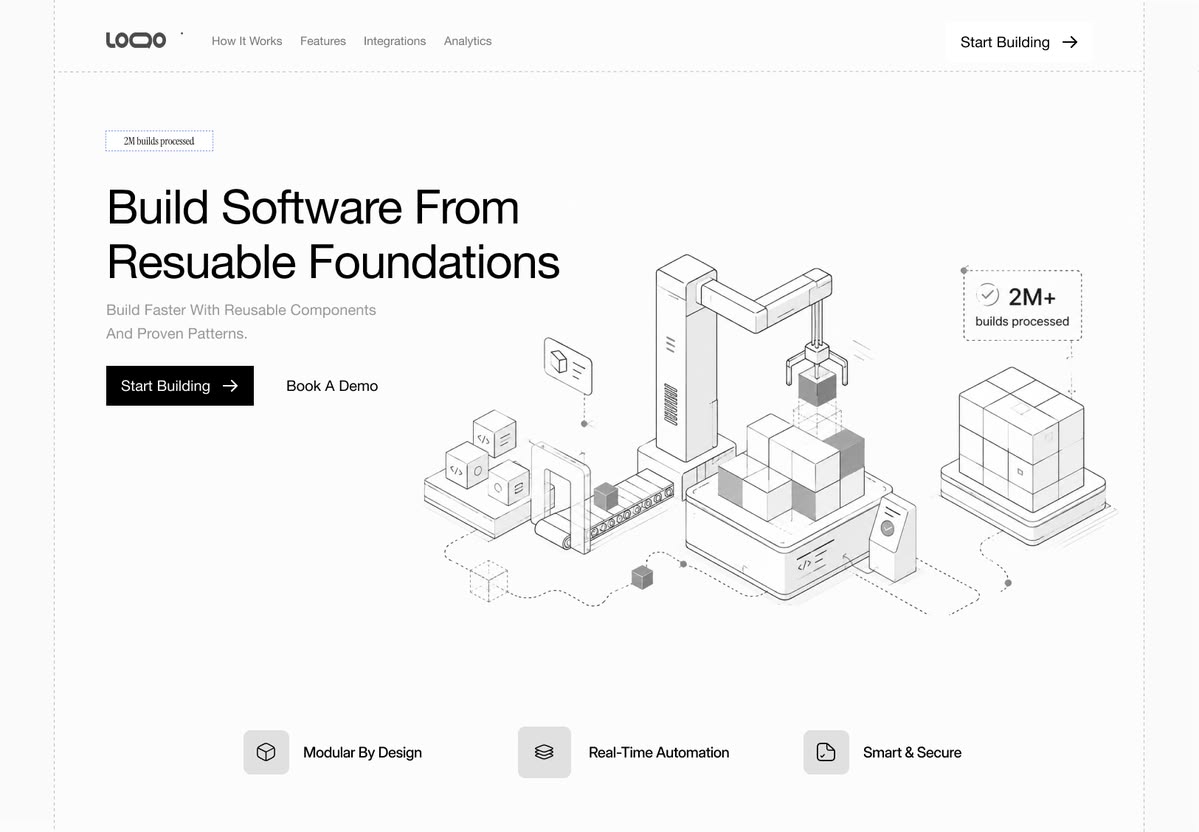 LOQO
How It Works
Features
Integrations
Analytics
Start Building
2M builds processed
Build Software From
Resuable Foundations
Build Faster With Reusable Components
And Proven Patterns.
Start Building
Book A Demo
2M+
builds processed
</>
</>
</>
Modular By Design
Real-Time Automation
Smart & Secure